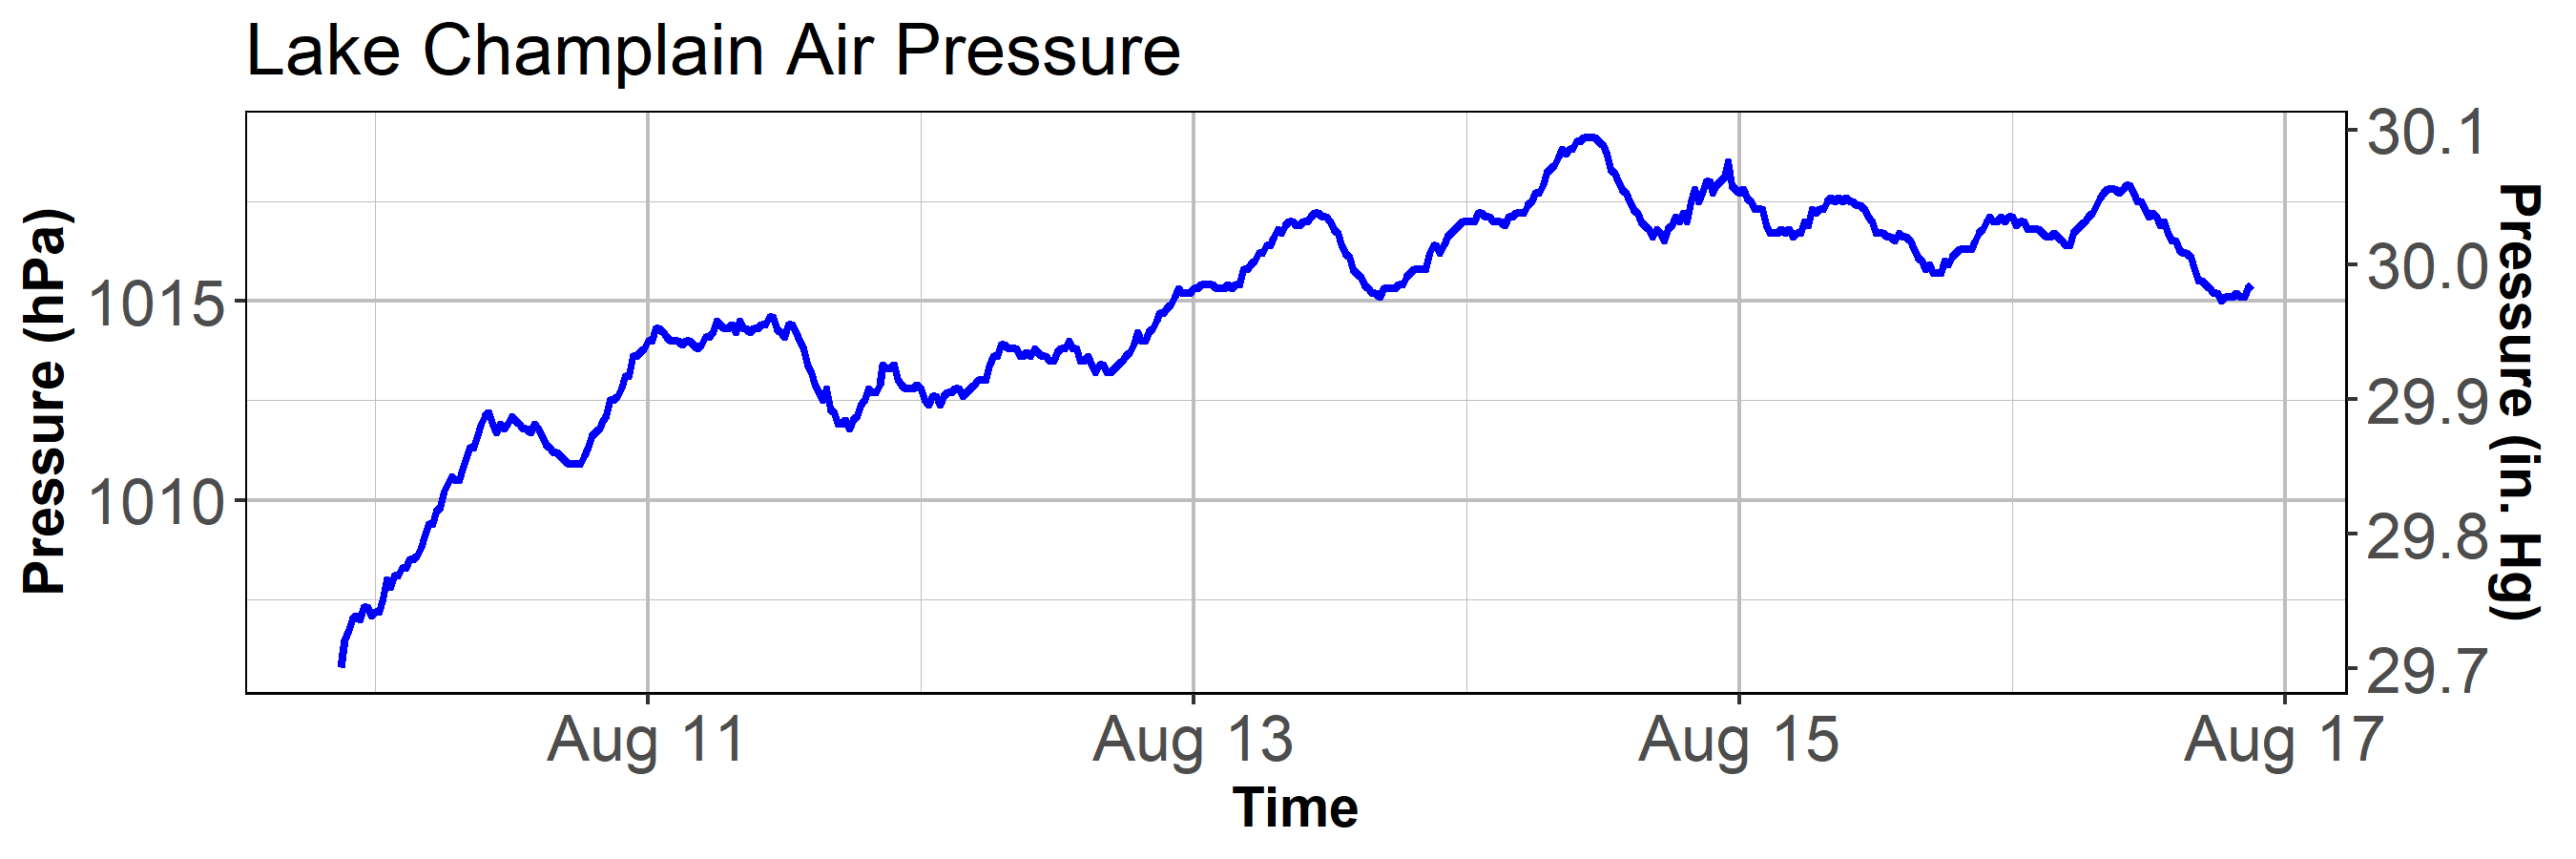 Lake Champlain Air Pressure
Pressure (hPa)
1015
1010
30.1
30.0
29.9
29.8
29.7
Pressure (in. Hg)
Aug 11
Aug 13
Aug 15
Aug 17
Time